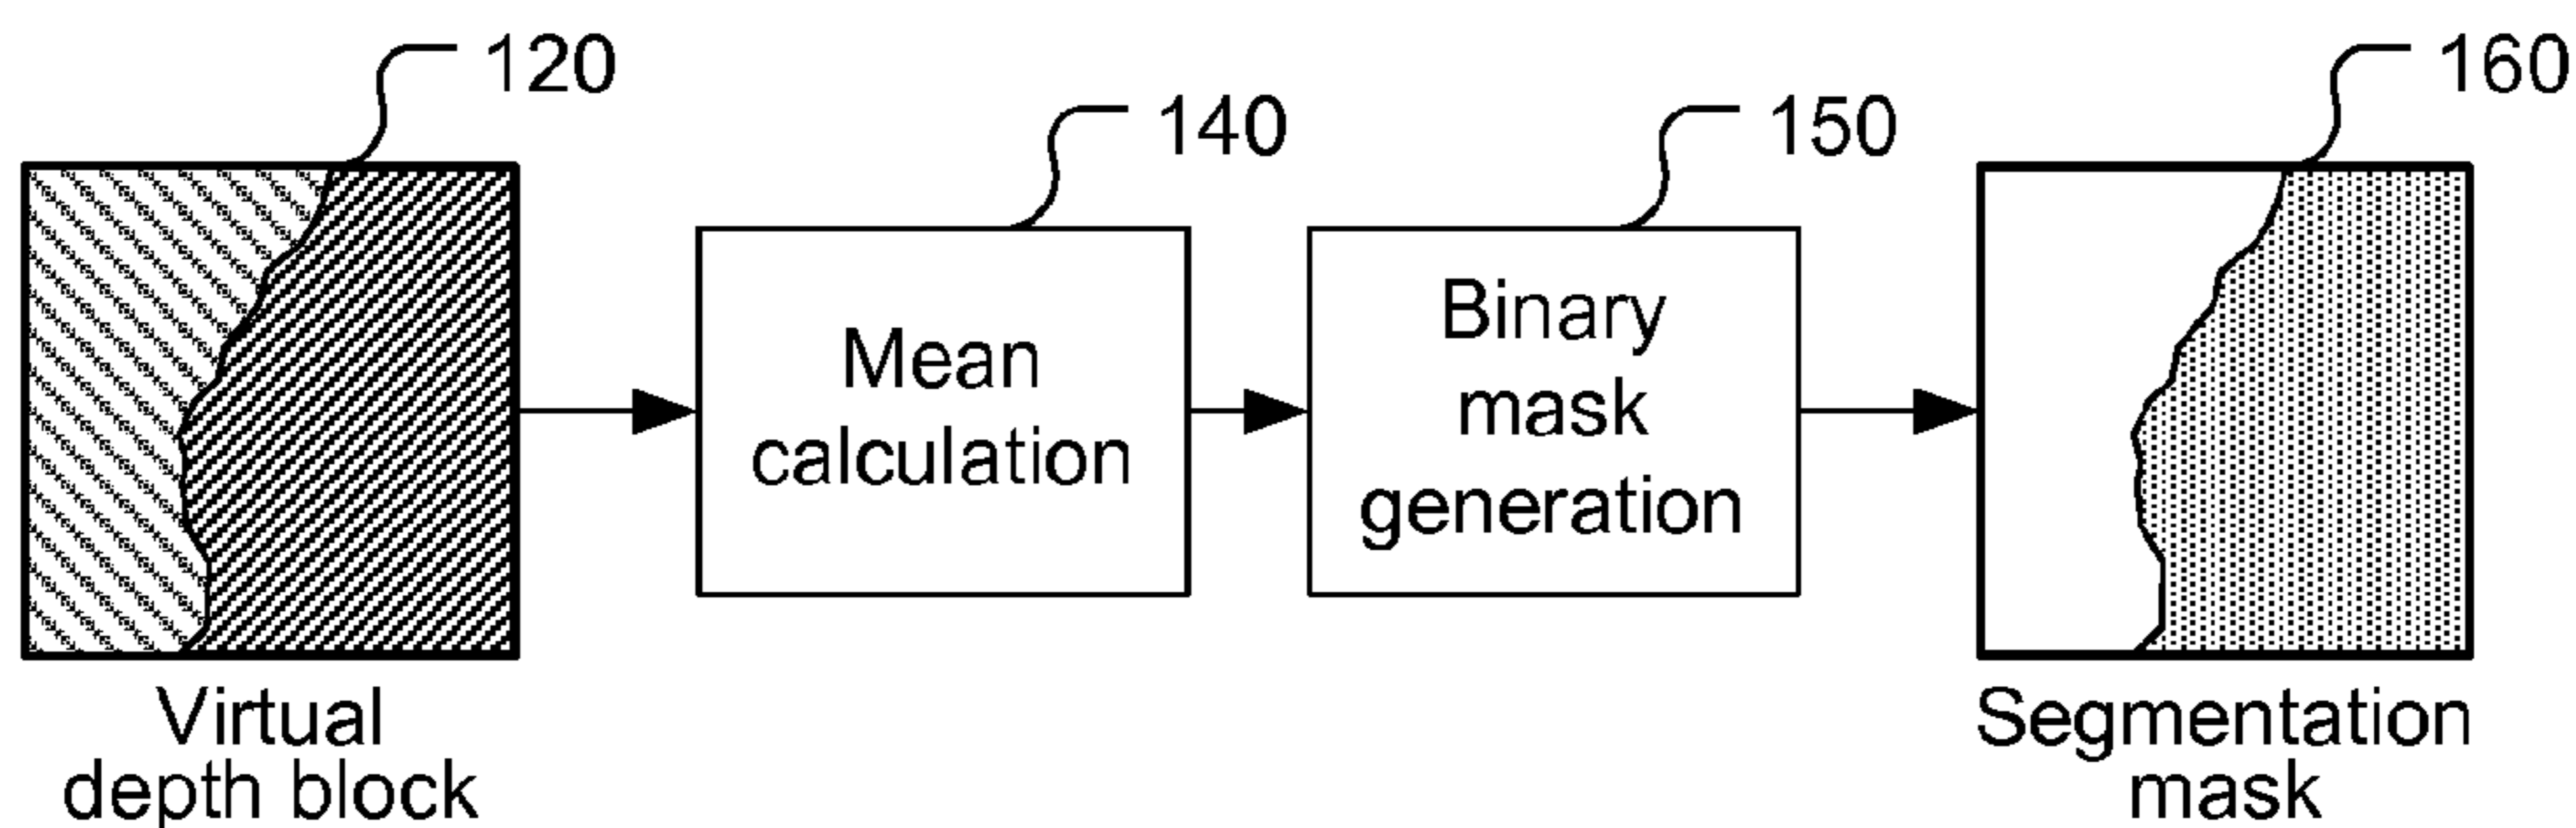 120
140
150
160
Mean
calculation
Binary
mask
generation
Virtual
depth block
Segmentation
mask